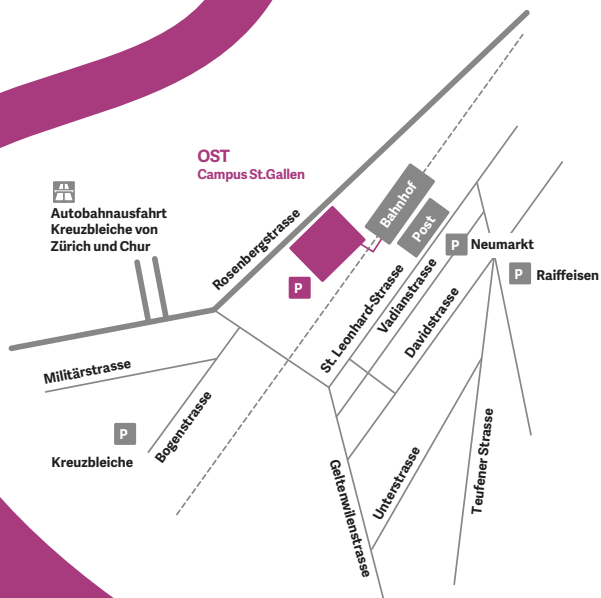 OST
Campus St.Gallen
Autobahnausfahrt
Kreuzbleiche von
Zürich und Chur
Rosenbergstrasse
Bahnhof
Post
P
Neumarkt
P
Raiffeisen
P
St. Leonhard-Strasse
Vadianstrasse
Davidstrasse
Militärstrasse
Bogenstrasse
P
Kreuzbleiche
Geltenwilenstrasse
Unterstrasse
Teufener Strasse